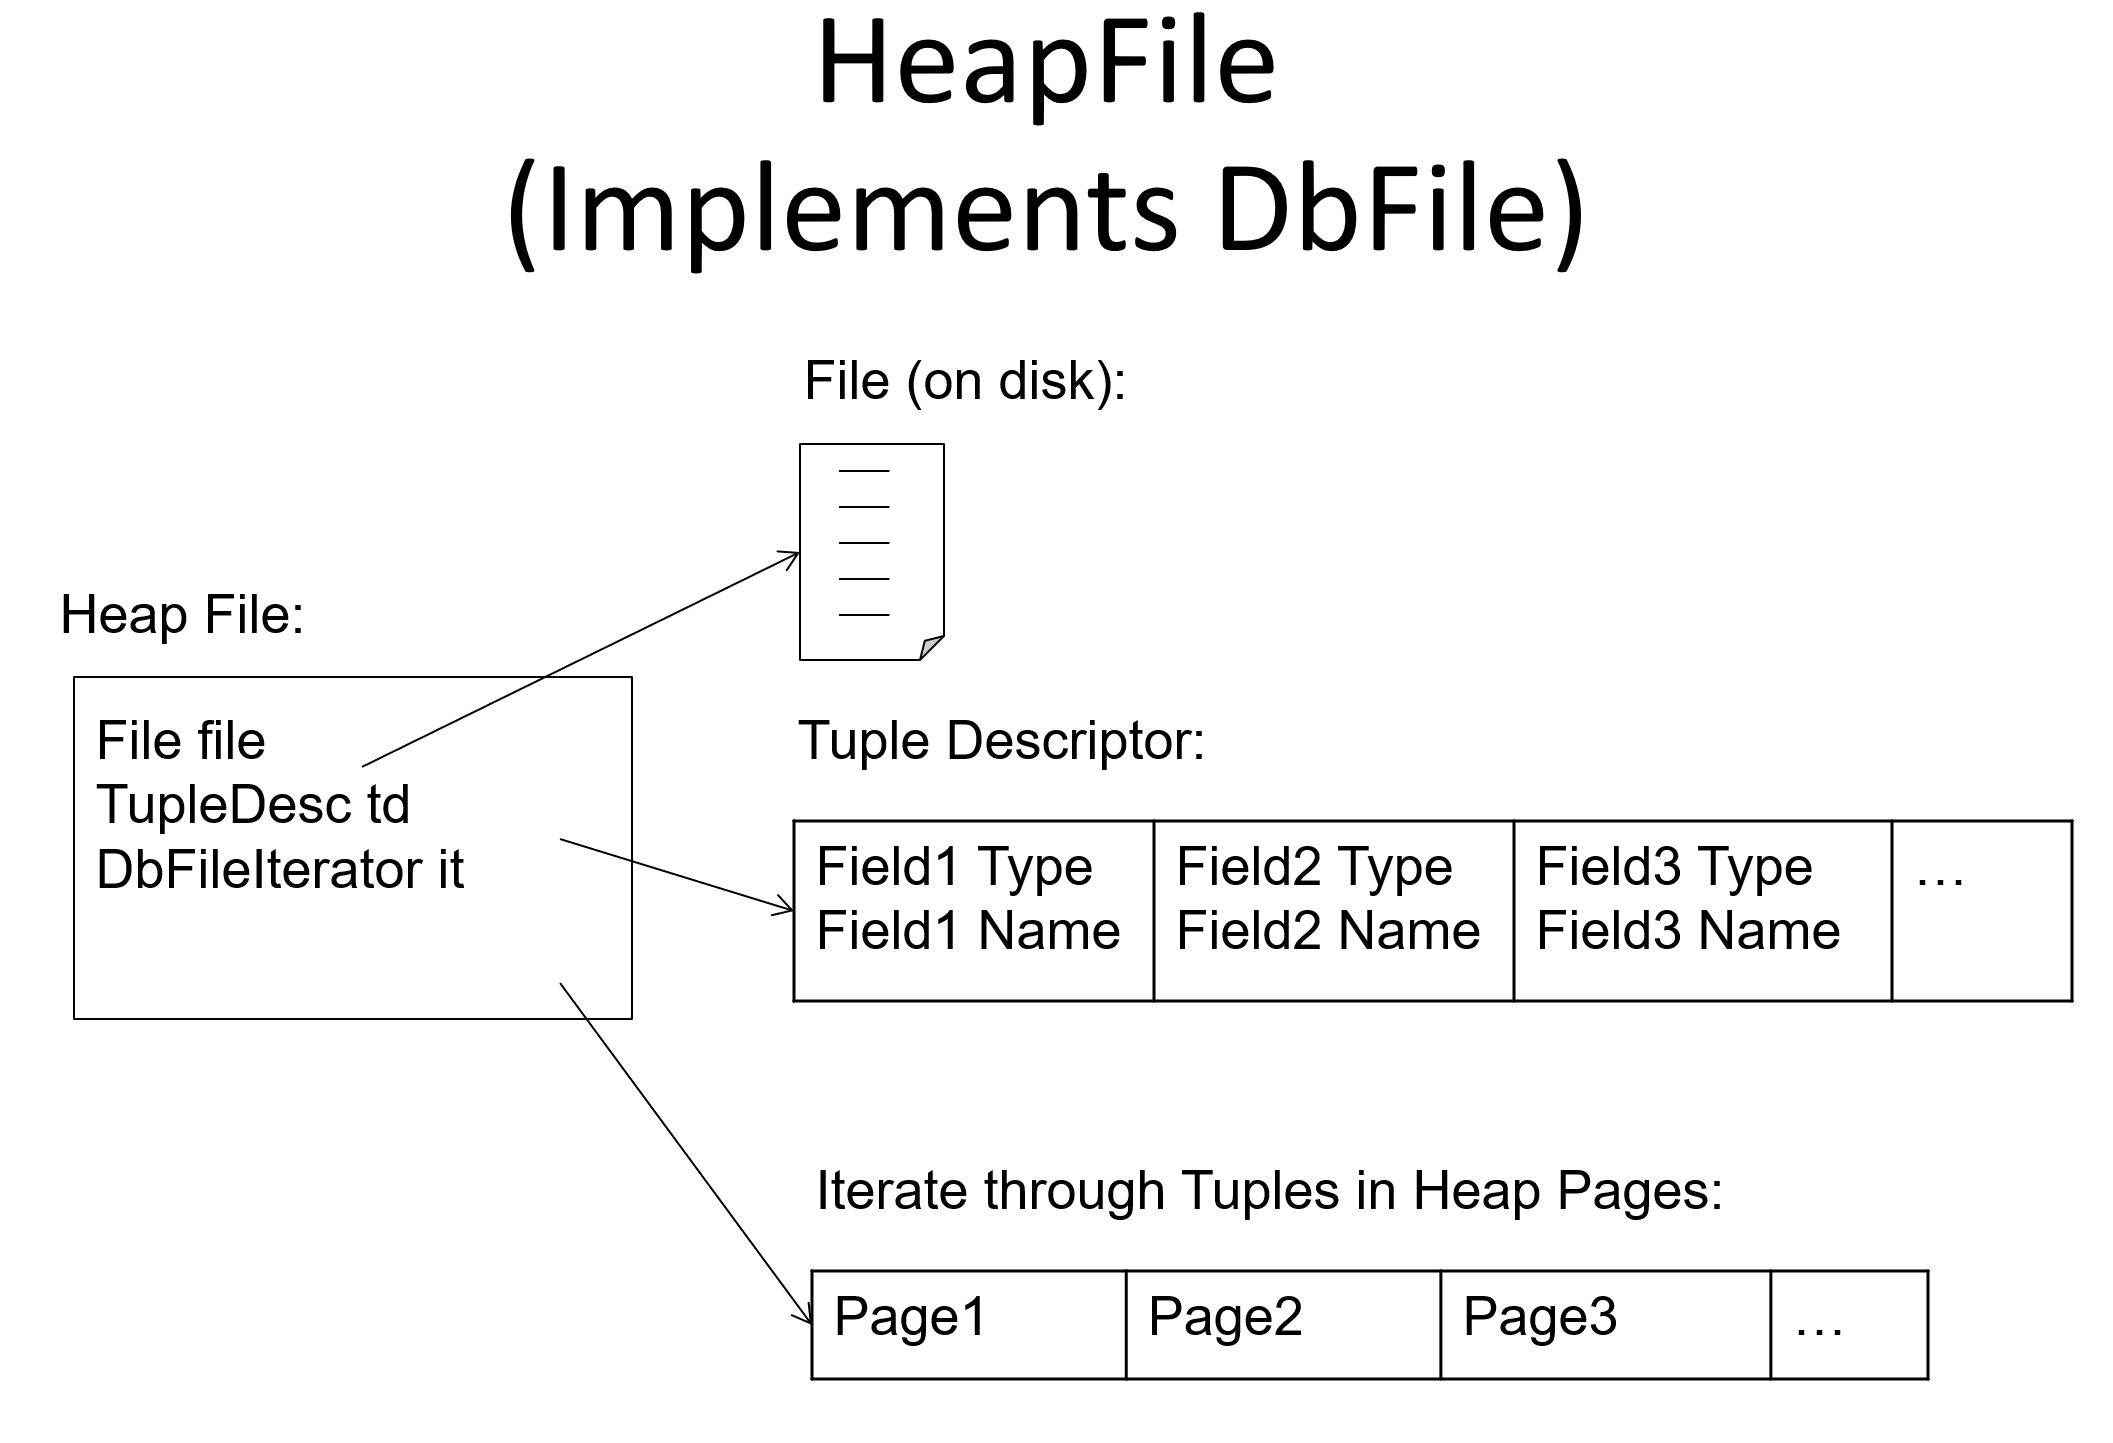 HeapFile
(Implements DbFile)
File (on disk):
Heap File:
File file
TupleDesc td
DbFileIterator it
Tuple Descriptor:
Field1 Type
Field1 Name
Field2 Type
Field2 Name
Field3 Type
Field3 Name
…
Iterate through Tuples in Heap Pages:
Page1
Page2
Page3
…